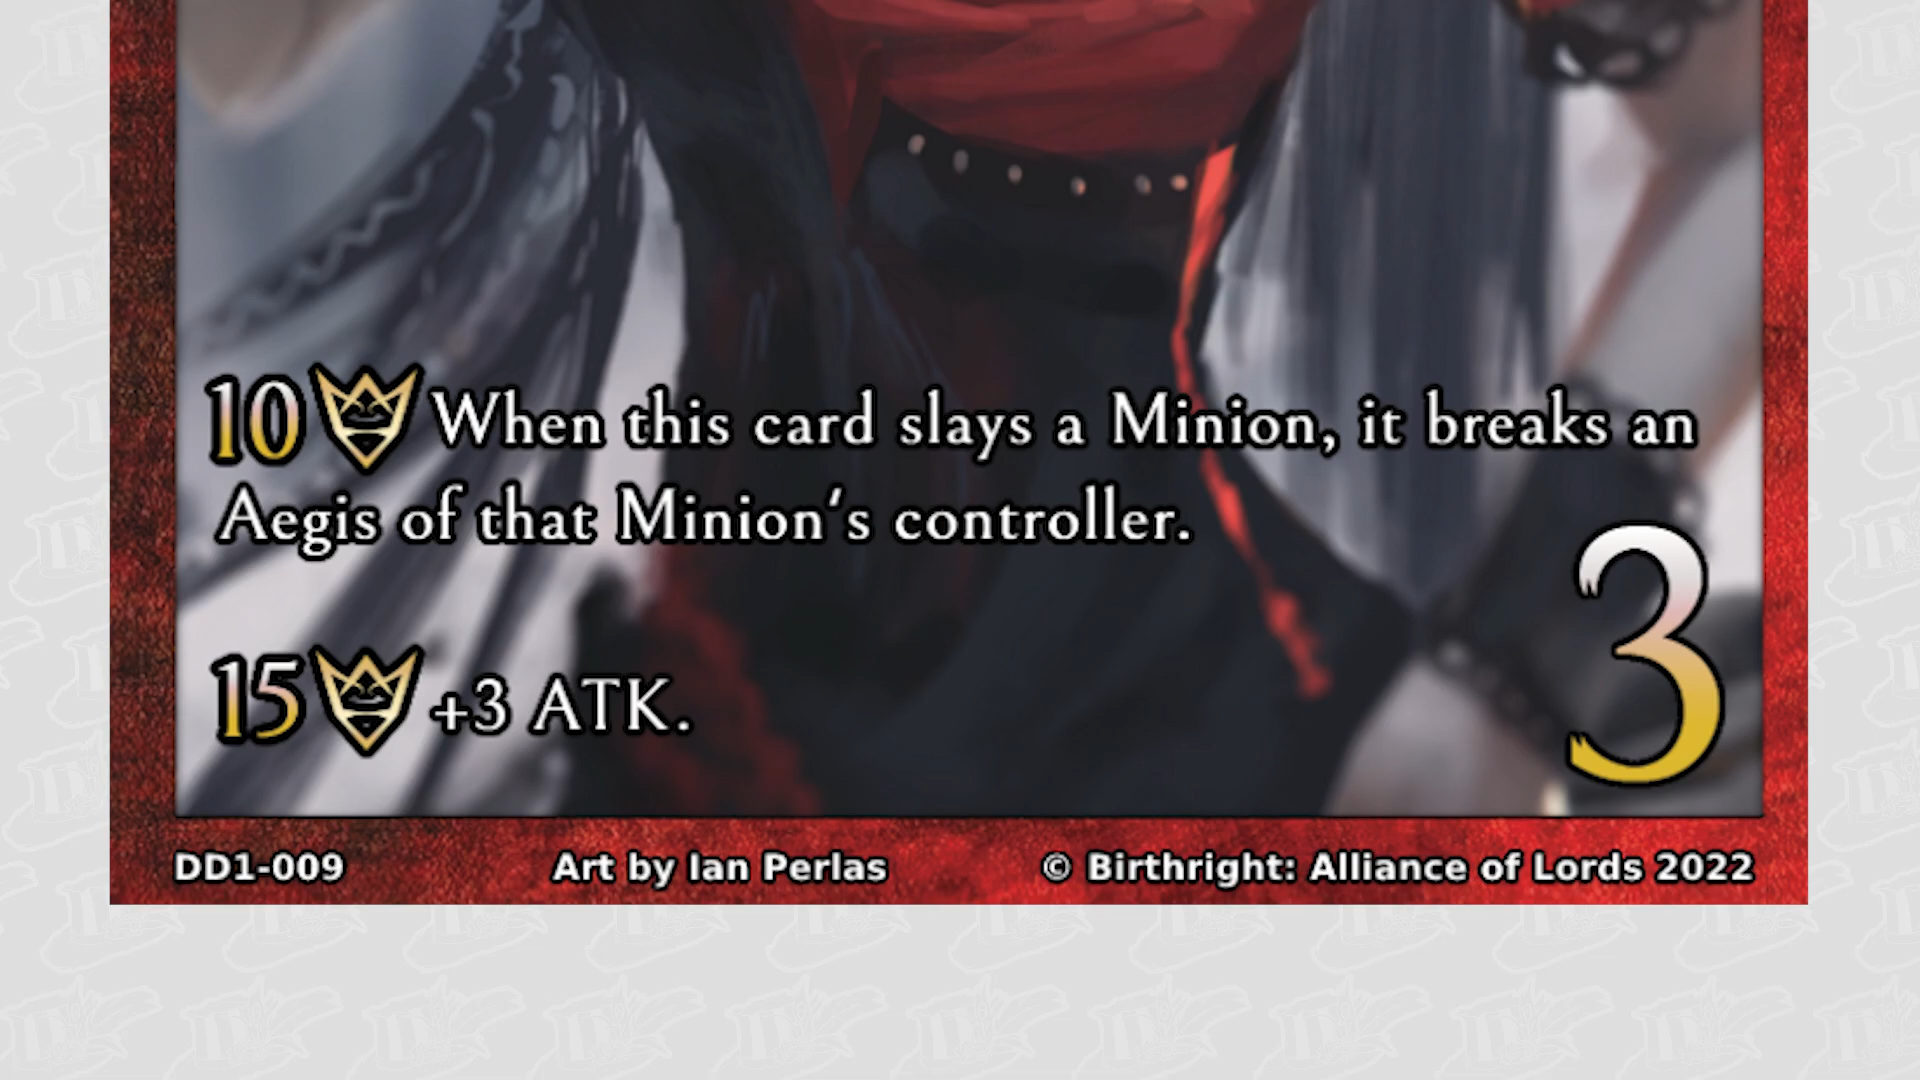 10 When this card slays a Minion, it breaks an
Aegis of that Minion's controller.
15 +3 ATK.
3
DD1-009 Art by Ian Perlas © Birthright: Alliance of Lords 2022